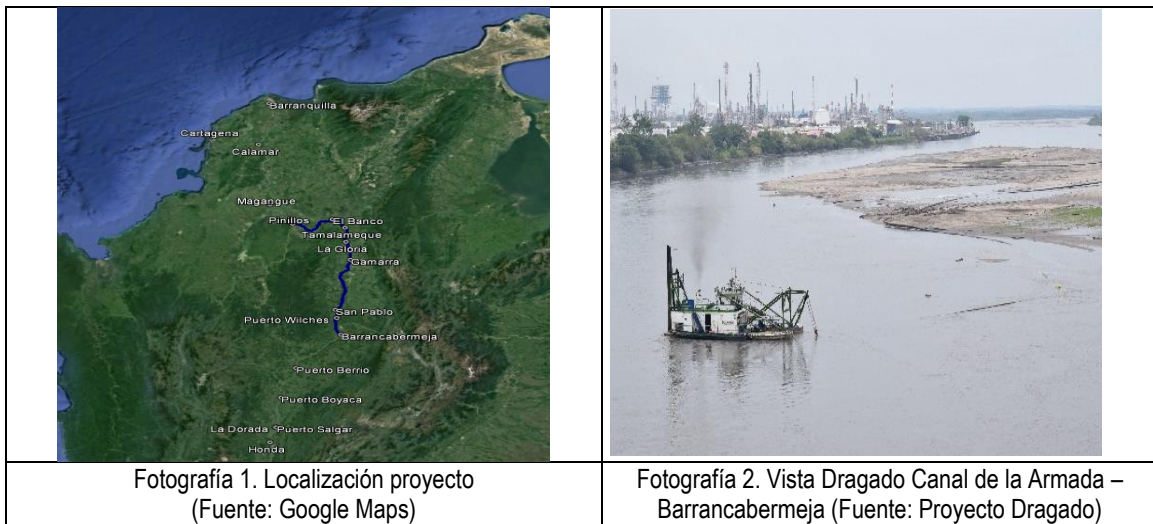 Barranquilla
Cartagena
Calamar
Magangue
Pinillos
El Banco
Tamalameque
La Gloria
Gamarra
San Pablo
Puerto Wilches
Barrancabermeja
Puerto Berrio
Puerto Boyaca
La Dorada
Puerto Salgar
Honda
Fotografía 1. Localización proyecto
(Fuente: Google Maps)
Fotografía 2. Vista Dragado Canal de la Armada –
Barrancabermeja (Fuente: Proyecto Dragado)